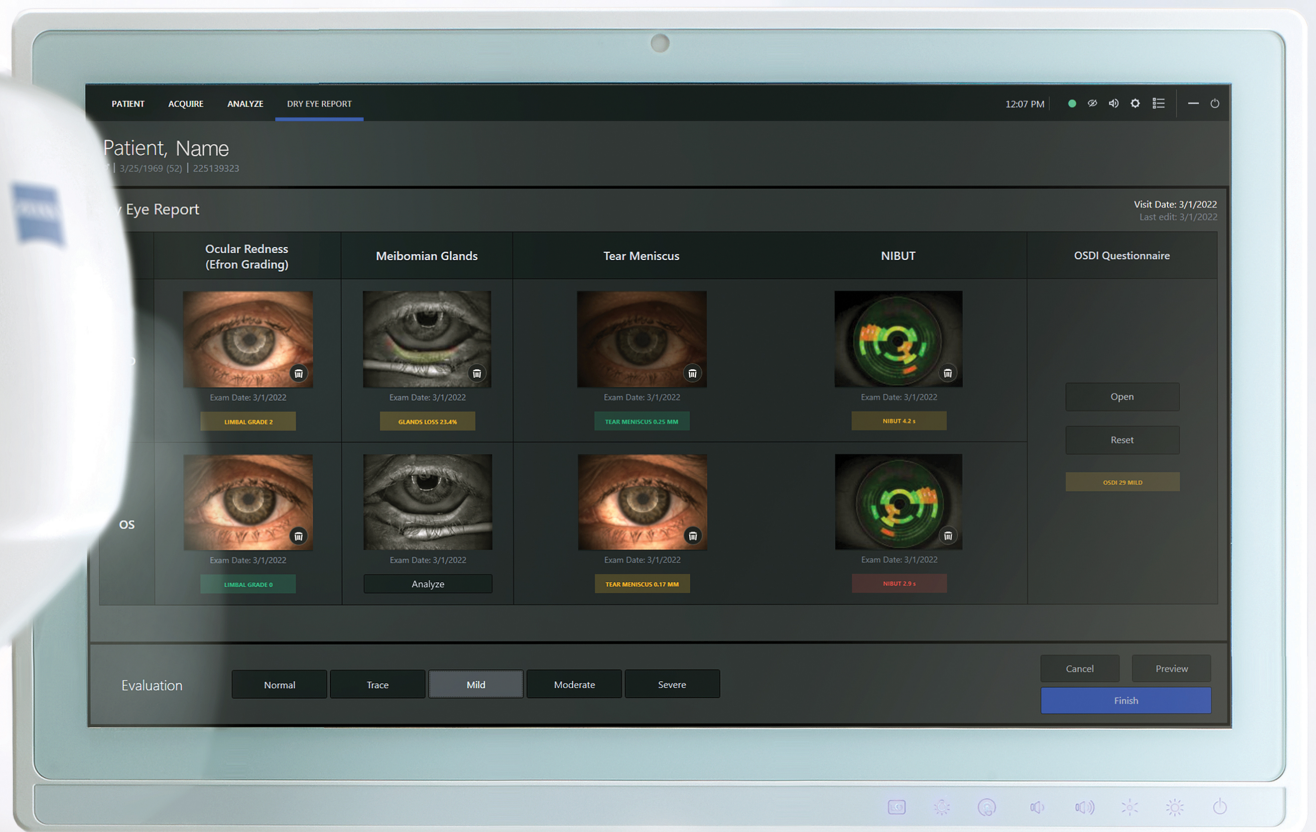 PATIENT ACQUIRE ANALYZE DRY EYE REPORT 12:07 PM
Patient, Name
3/25/1969 (52) | 225139323
Eye Report
Visit Date: 3/1/2022
Last edit: 3/1/2022
Ocular Redness
(Efron Grading)
Meibomian Glands
Tear Meniscus
NIBUT
OSDI Questionnaire
Exam Date: 3/1/2022 Exam Date: 3/1/2022 Exam Date: 3/1/2022 Exam Date: 3/1/2022
LIMBAL GRADE 2 GLANDS LOSS 23.4% TEAR MENISCUS 0.25 MM NIBUT 4.2 s
Open
Reset
OSDI 29 MILD
OS
Exam Date: 3/1/2022 Exam Date: 3/1/2022 Exam Date: 3/1/2022 Exam Date: 3/1/2022
LIMBAL GRADE 0 Analyze TEAR MENISCUS 0.17 MM NIBUT 2.9 s
Evaluation Normal Trace Mild Moderate Severe
Cancel Preview
Finish